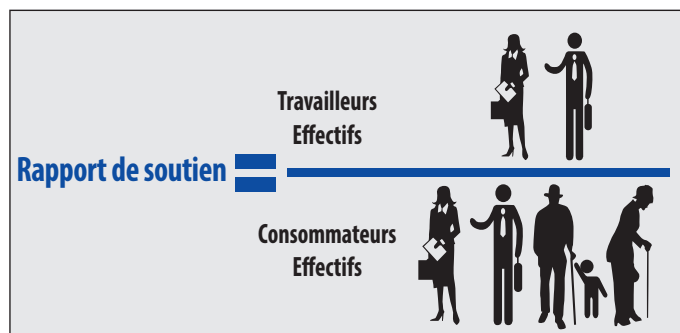 Travailleurs
Effectifs
Rapport de soutien =
Consommateurs
Effectifs